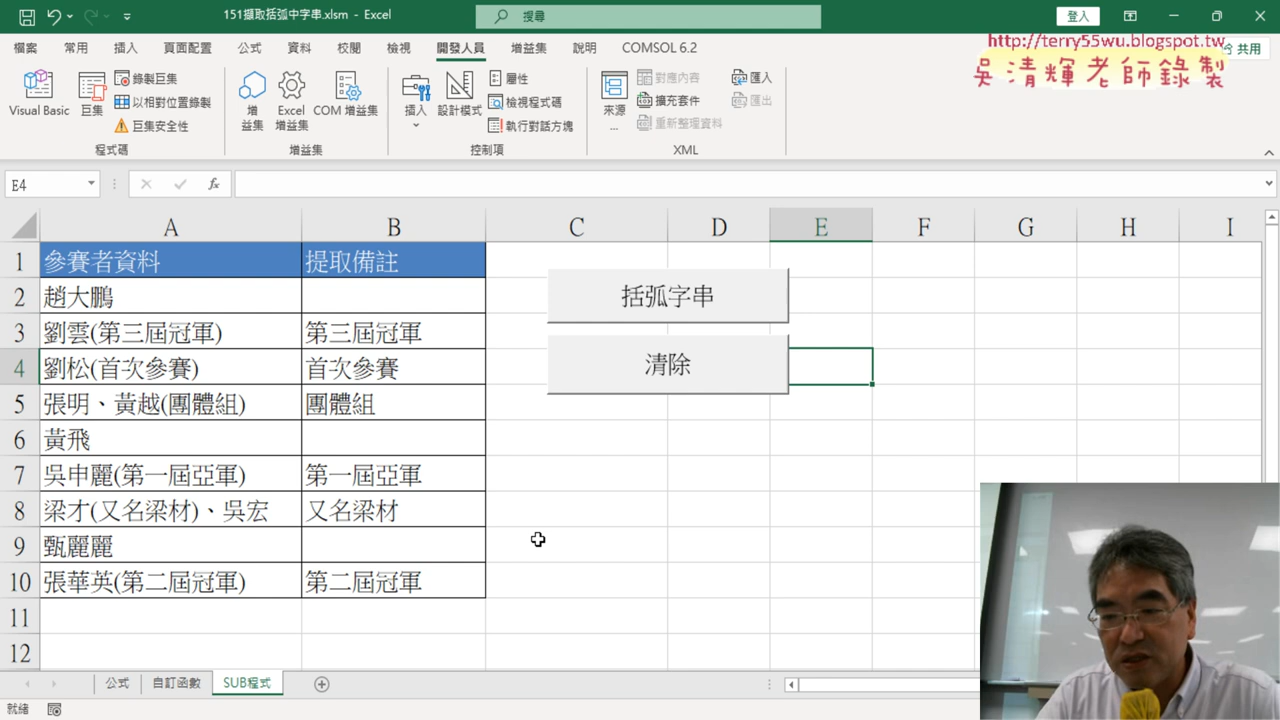 151擷取括弧中字串.xlsm - Excel
搜尋
登入
檔案 常用 插入 頁面配置 公式 資料 校閱 檢視 開發人員 增益集 說明 COMSOL 6.2
共用
http://terry55wu.blogspot.tw
吳清輝老師錄製
Visual Basic
巨集
錄製巨集
以相對位置錄製
巨集安全性
程式碼
增益集
Excel 增益集
COM 增益集
增益集
插入
設計模式
屬性
檢視程式碼
執行對話方塊
控制項
來源
...
對應內容
擴充套件
重新整理資料
匯入
匯出
XML
E4
fx
A B C D E F G H I
1 參賽者資料 提取備註
2 趙大鵬
3 劉雲(第三屆冠軍) 第三屆冠軍
4 劉松(首次參賽) 首次參賽
5 張明、黃越(團體組) 團體組
6 黃飛
7 吳申麗(第一屆亞軍) 第一屆亞軍
8 梁才(又名梁材)、吳宏 又名梁材
9 甄麗麗
10 張華英(第二屆冠軍) 第二屆冠軍
11
12
括弧字串
清除
公式 自訂函數 SUB程式
就緒